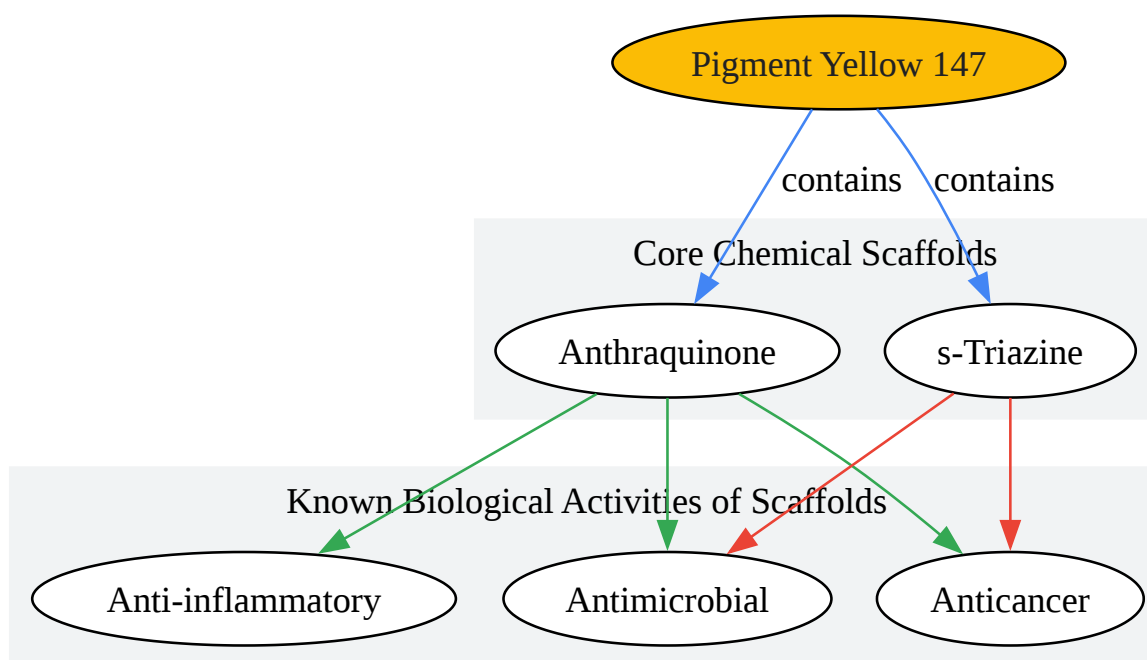 Pigment Yellow 147
contains
contains
Core Chemical Scaffolds
Anthraquinone
s-Triazine
Known Biological Activities of Scaffolds
Anti-inflammatory
Antimicrobial
Anticancer